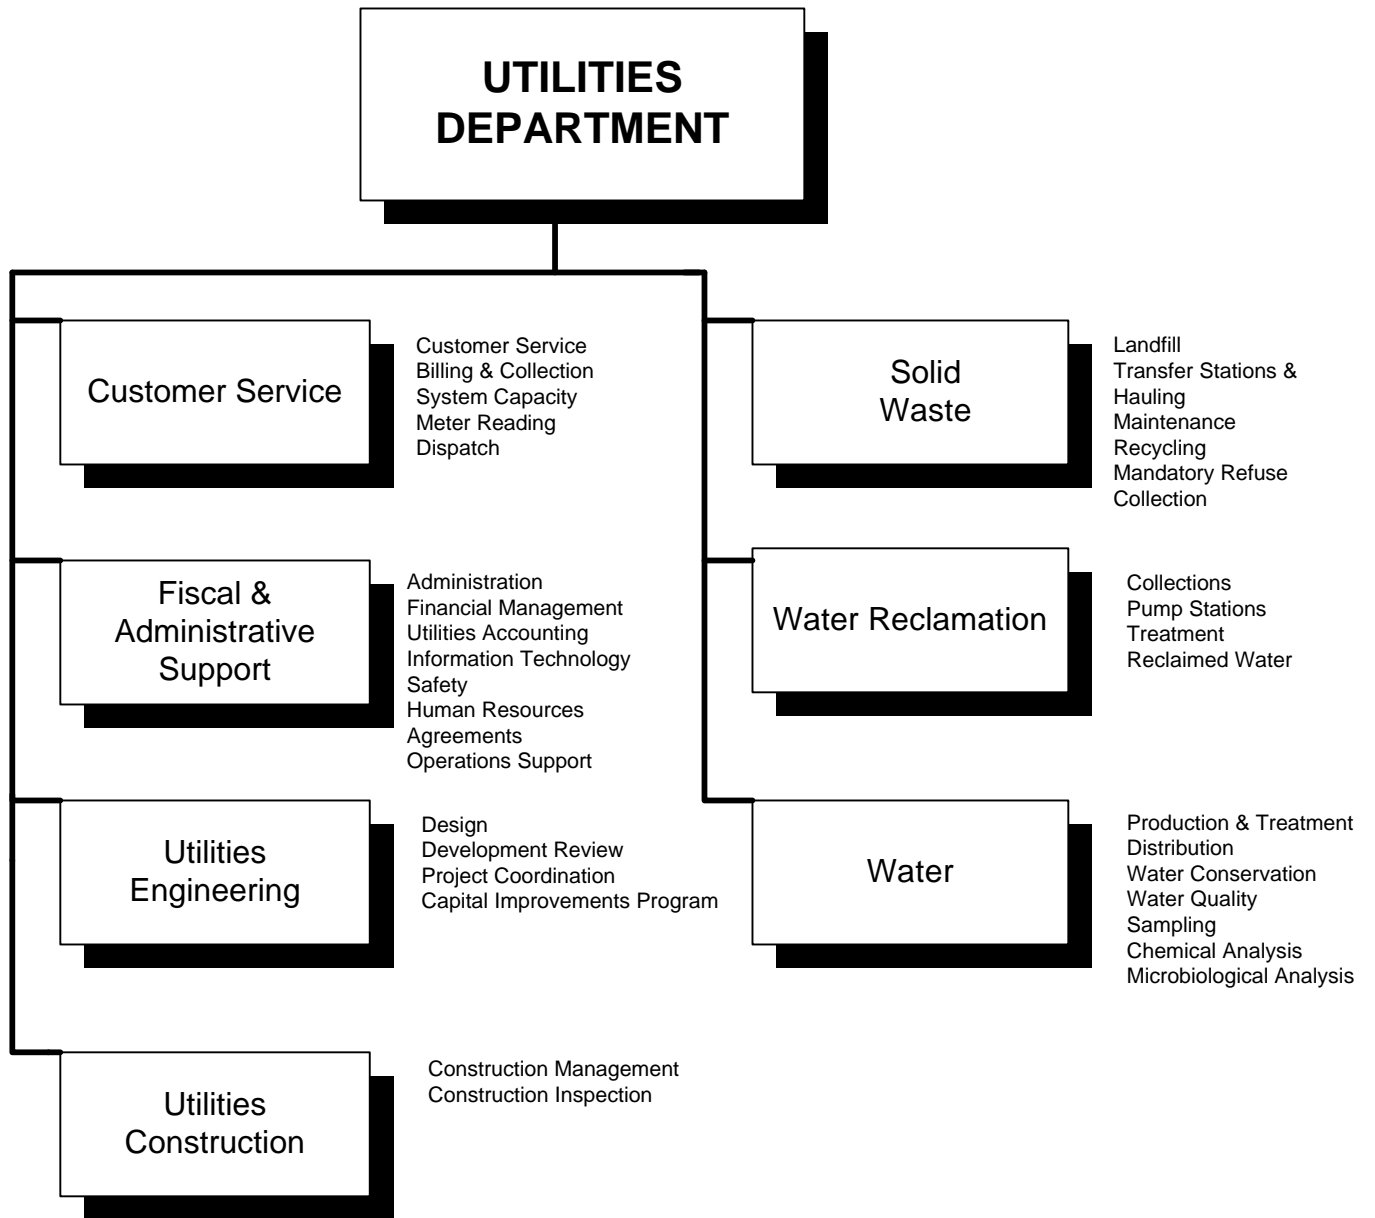 UTILITIES
DEPARTMENT
Customer Service
Customer Service
Billing & Collection
System Capacity
Meter Reading
Dispatch
Fiscal &
Administrative
Support
Administration
Financial Management
Utilities Accounting
Information Technology
Safety
Human Resources
Agreements
Operations Support
Utilities
Engineering
Design
Development Review
Project Coordination
Capital Improvements Program
Utilities
Construction
Construction Management
Construction Inspection
Solid
Waste
Landfill
Transfer Stations &
Hauling
Maintenance
Recycling
Mandatory Refuse
Collection
Water Reclamation
Collections
Pump Stations
Treatment
Reclaimed Water
Water
Production & Treatment
Distribution
Water Conservation
Water Quality
Sampling
Chemical Analysis
Microbiological Analysis